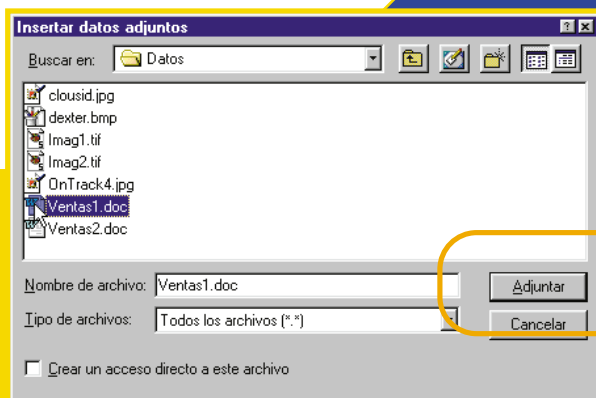 Insertar datos adjuntos
Buscar en: Datos
clousid.jpg
dexter.bmp
Imag1.tif
Imag2.tif
OnTrack4.jpg
Ventas1.doc
Ventas2.doc
Nombre de archivo: Ventas1.doc Adjuntar
Tipo de archivos: Todos los archivos (*.*) Cancelar
Crear un acceso directo a este archivo